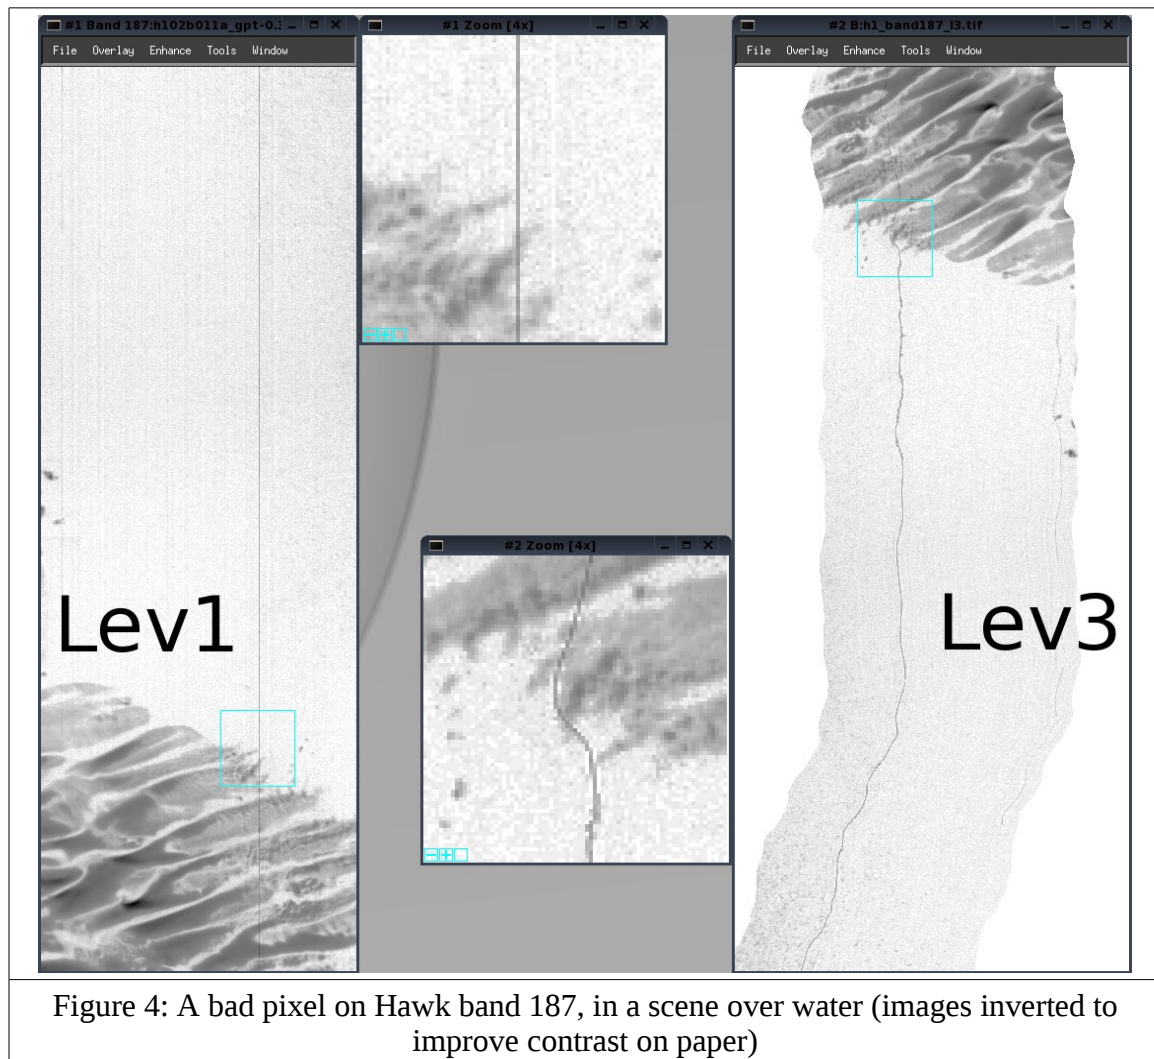 #1 Band 187:h102b011a_gpt-0.
File Overlay Enhance Tools Window
#1 Zoom [4x]
#2 B:h1_band187_l3.tif
File Overlay Enhance Tools Window
#2 Zoom [4x]
Lev1
Lev3
Figure 4: A bad pixel on Hawk band 187, in a scene over water (images inverted to
improve contrast on paper)